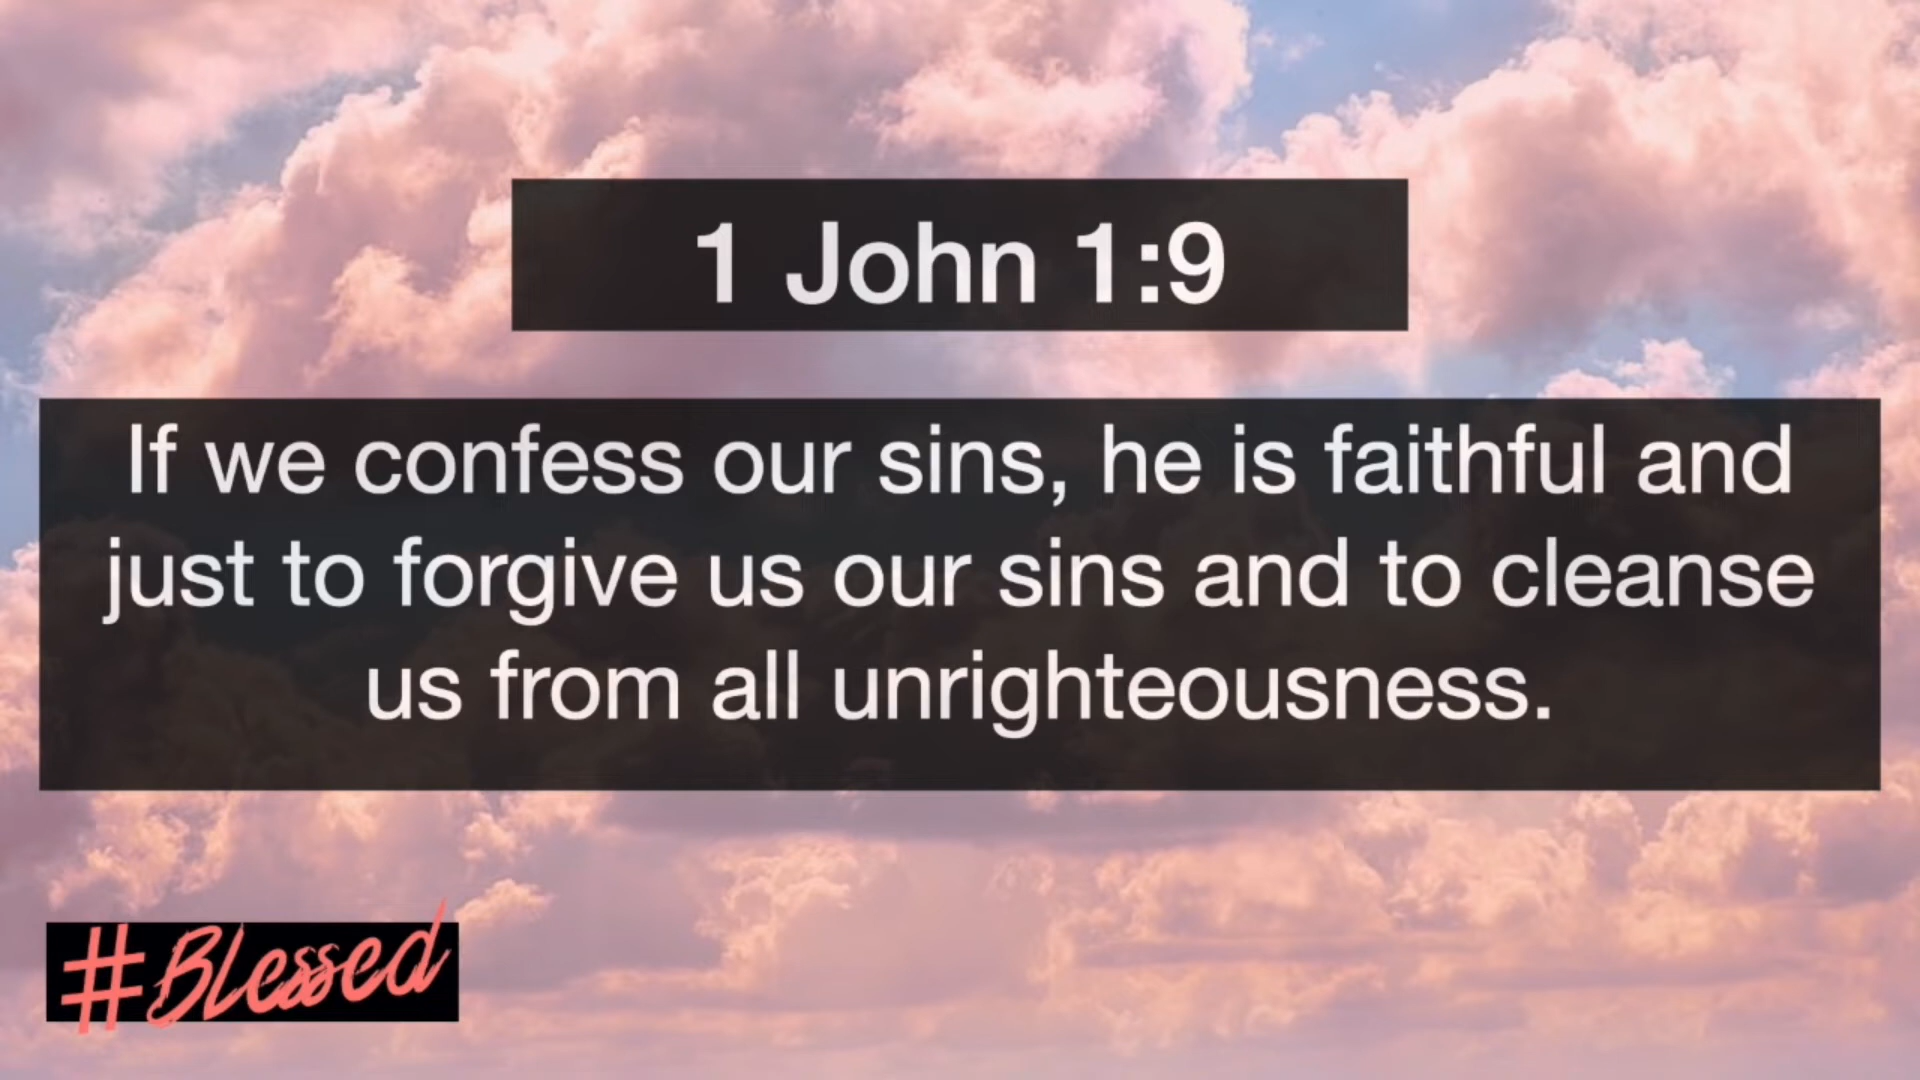 1 John 1:9
If we confess our sins, he is faithful and
just to forgive us our sins and to cleanse
us from all unrighteousness.
#Blessed